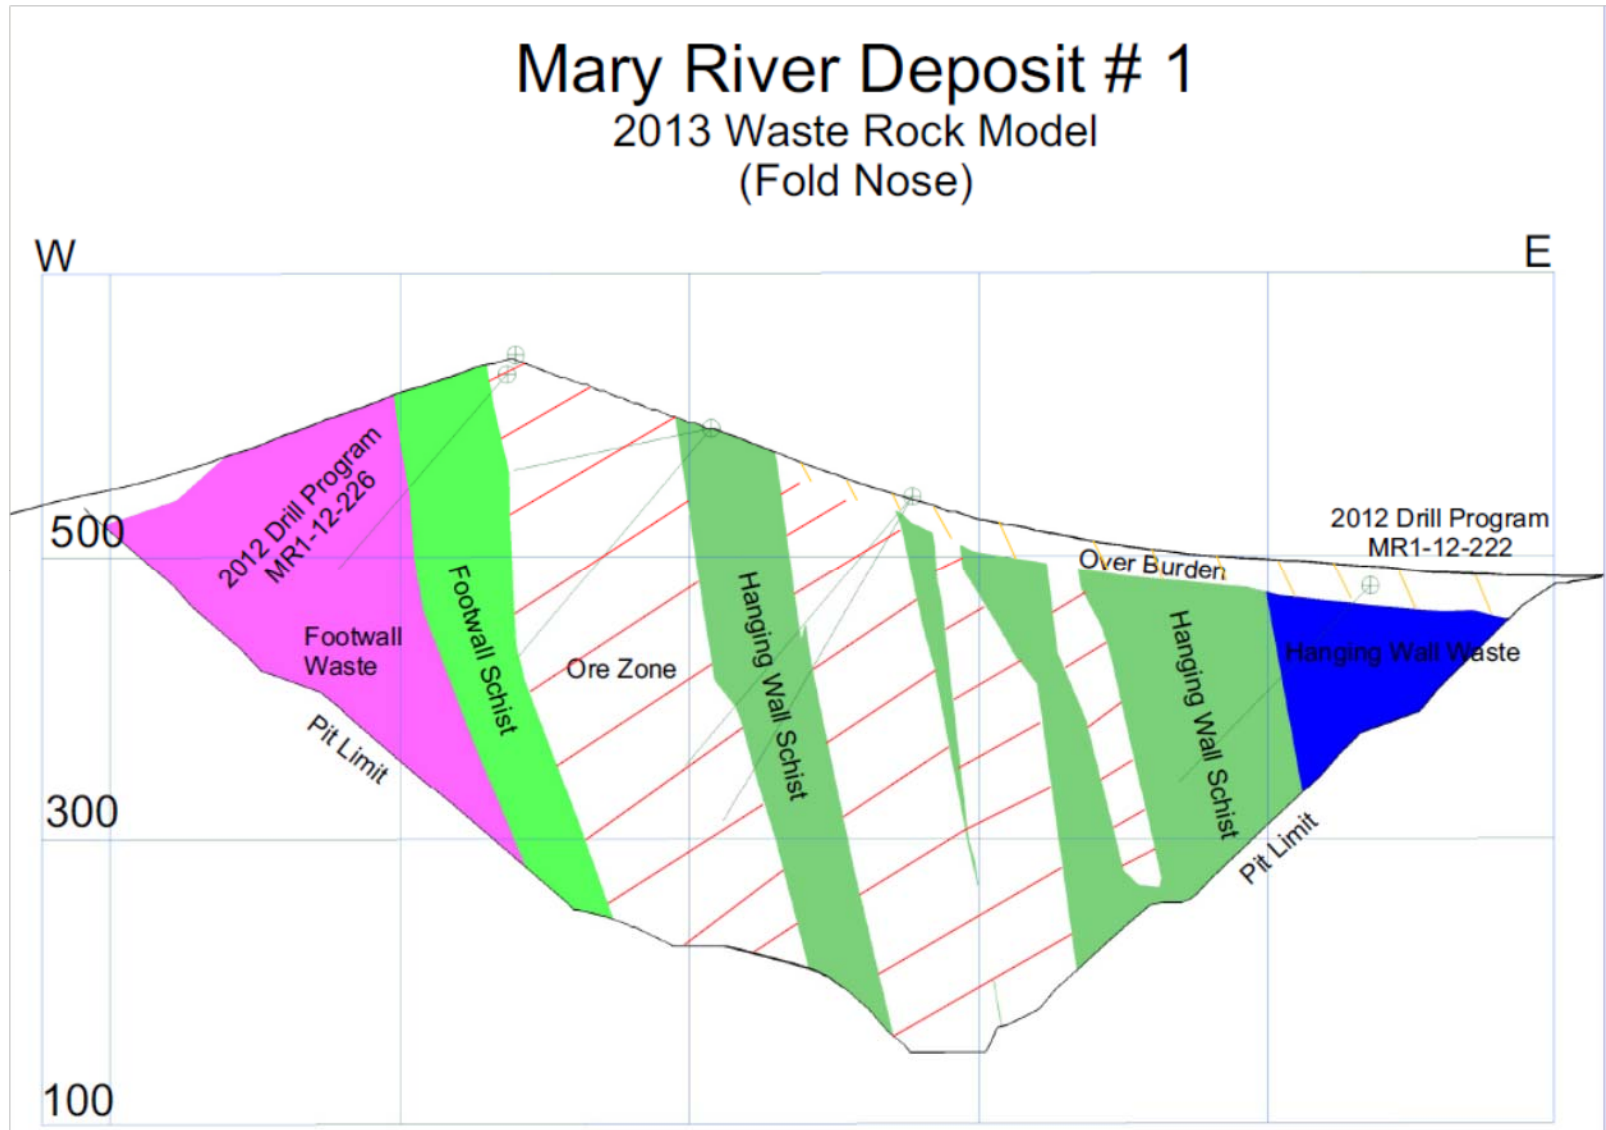 Mary River Deposit # 1
2013 Waste Rock Model
(Fold Nose)
W
E
2012 Drill Program
MR1-12-226
500
2012 Drill Program
MR1-12-222
Over Burden
Footwall
Waste
Footwall Schist
Ore Zone
Hanging Wall Schist
Hanging Wall Schist
Hanging Wall Waste
Pit Limit
300
Pit Limit
100